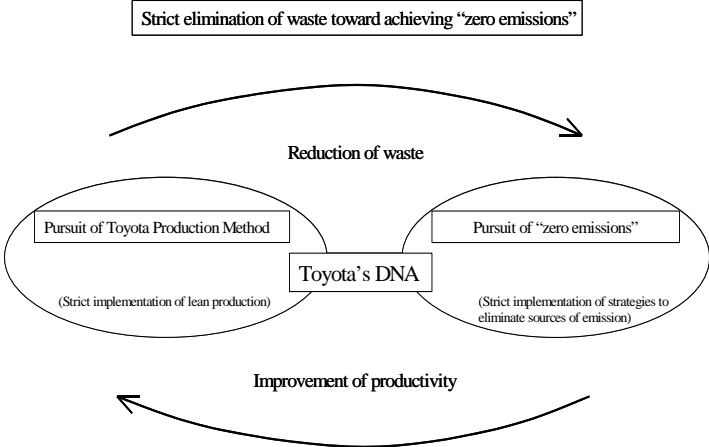 Strict elimination of waste toward achieving “zero emissions”
Reduction of waste
Pursuit of Toyota Production Method
Pursuit of “zero emissions”
Toyota’s DNA
(Strict implementation of lean production)
(Strict implementation of strategies to
eliminate sources of emission)
Improvement of productivity